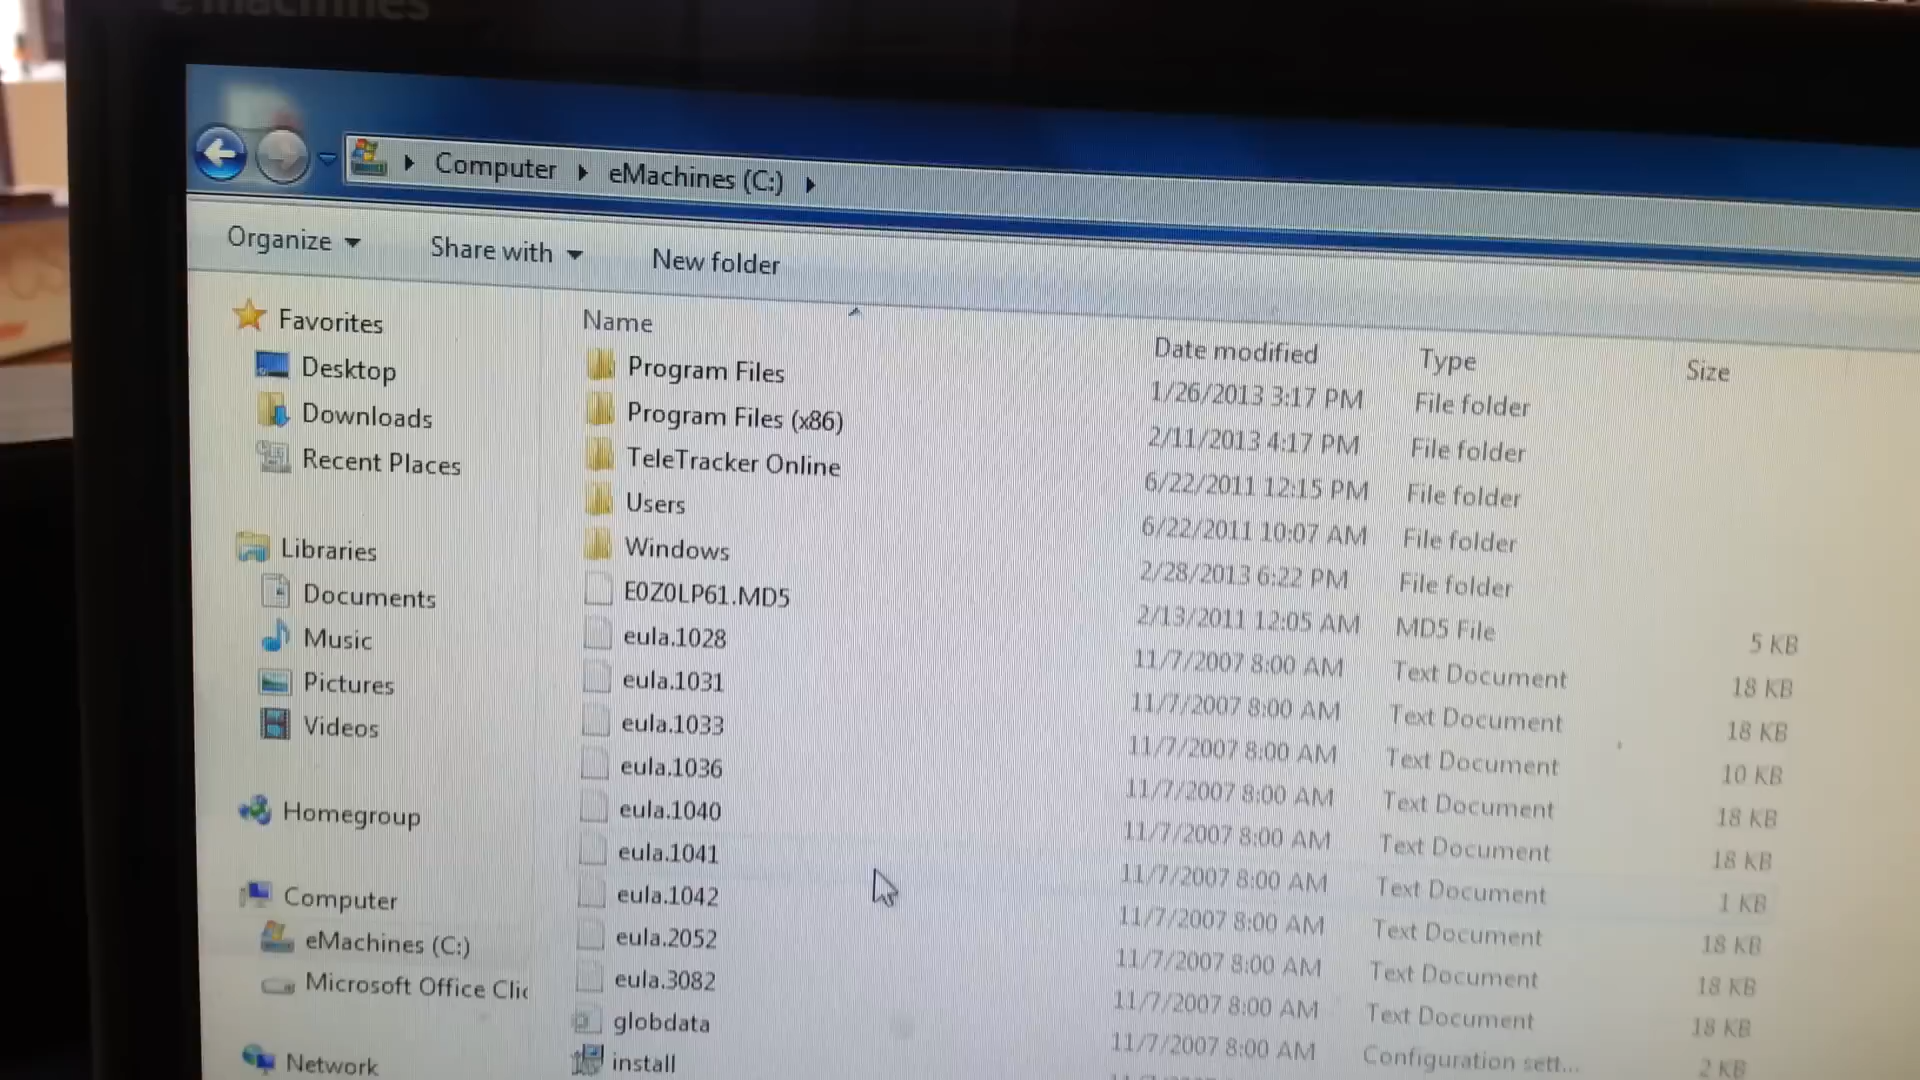 eMachines
Computer eMachines (C:)
Organize Share with New folder
Favorites
Desktop
Downloads
Recent Places
Libraries
Documents
Music
Pictures
Videos
Homegroup
Computer
eMachines (C:)
Microsoft Office Clic
Network
Name Date modified Type Size
Program Files 1/26/2013 3:17 PM File folder
Program Files (x86) 2/11/2013 4:17 PM File folder
TeleTracker Online 6/22/2011 12:15 PM File folder
Users 6/22/2011 10:07 AM File folder
Windows 2/28/2013 6:22 PM File folder
E0Z0LP61.MD5 2/13/2011 12:05 AM MD5 File 5 KB
eula.1028 11/7/2007 8:00 AM Text Document 18 KB
eula.1031 11/7/2007 8:00 AM Text Document 18 KB
eula.1033 11/7/2007 8:00 AM Text Document 10 KB
eula.1036 11/7/2007 8:00 AM Text Document 18 KB
eula.1040 11/7/2007 8:00 AM Text Document 18 KB
eula.1041 11/7/2007 8:00 AM Text Document 1 KB
eula.1042 11/7/2007 8:00 AM Text Document 18 KB
eula.2052 11/7/2007 8:00 AM Text Document 18 KB
eula.3082 11/7/2007 8:00 AM Text Document 18 KB
globdata 11/7/2007 8:00 AM Configuration sett... 2 KB
install